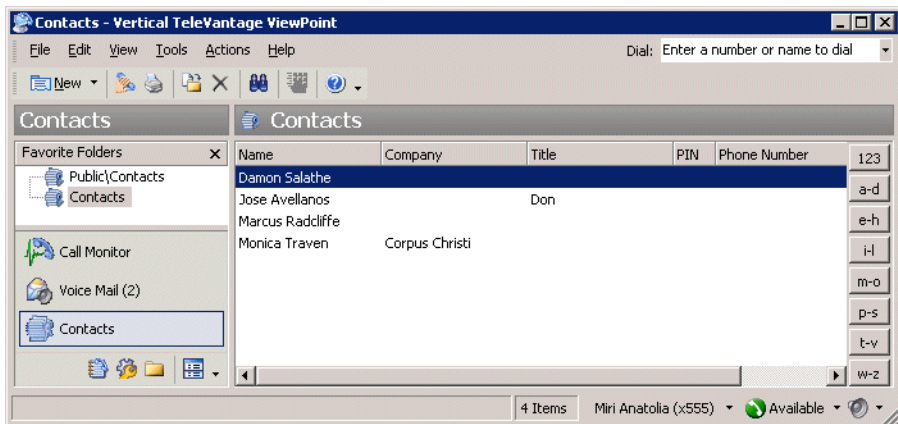 Contacts - Vertical TeleVantage ViewPoint
File Edit View Tools Actions Help
Dial: Enter a number or name to dial
New
Contacts
Contacts
Favorite Folders x
Public\Contacts
Contacts
Call Monitor
Voice Mail (2)
Contacts
Name Company Title PIN Phone Number
Damon Salathe
Jose Avellanos Don
Marcus Radcliffe
Monica Traven Corpus Christi
123
a-d
e-h
i-l
m-o
p-s
t-v
w-z
4 Items Miri Anatolia (x555) Available